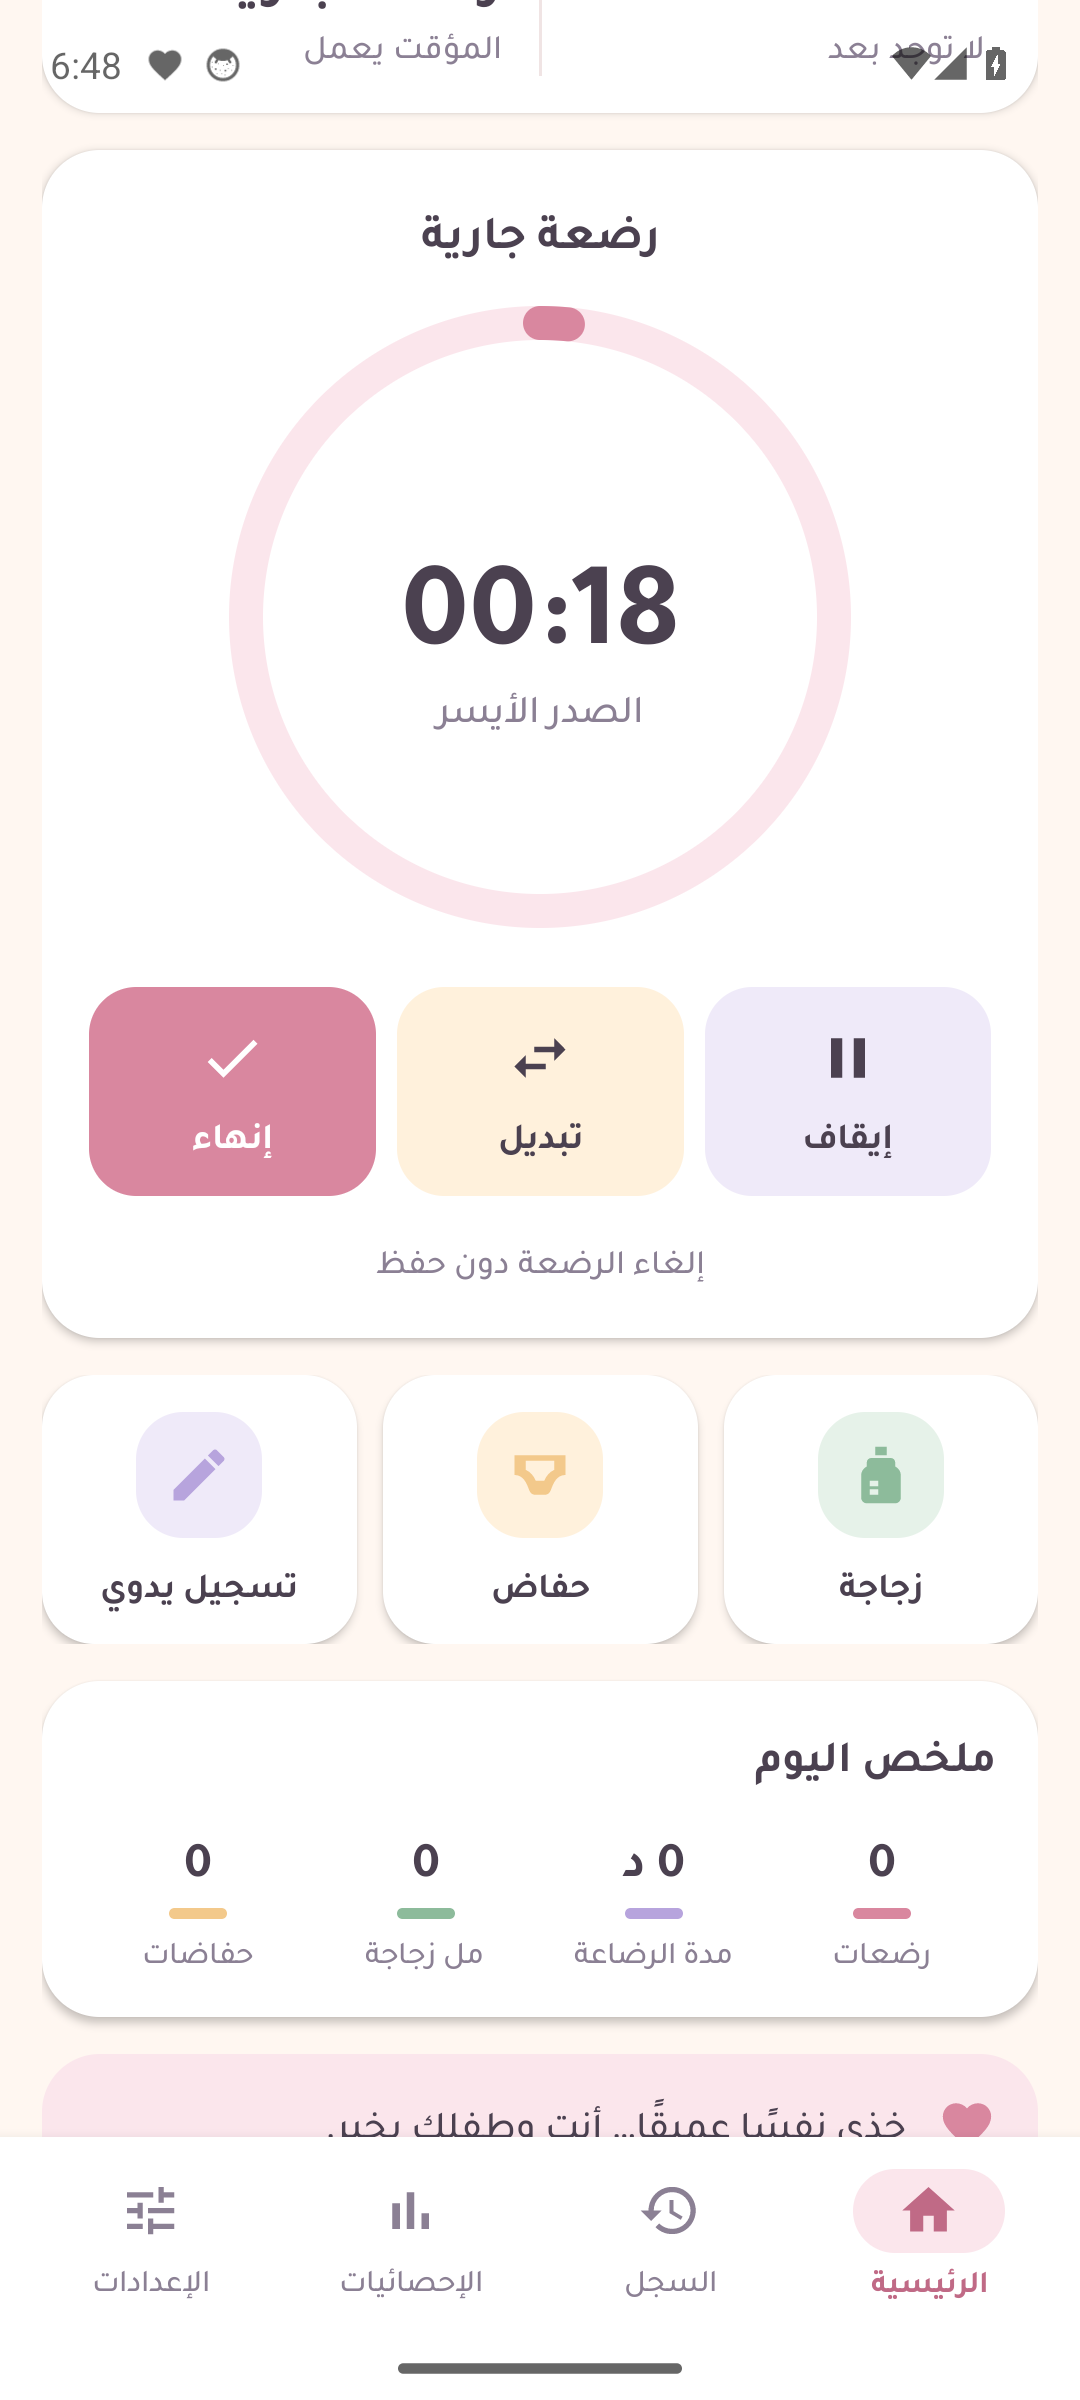 6:48
لا توجد بعد
المؤقت يعمل
رضعة جارية
00:18
الصدر الأيسر
إيقاف
تبديل
إنهاء
إلغاء الرضعة دون حفظ
زجاجة
حفاض
تسجيل يدوي
ملخص اليوم
0
0 د
0
0
رضعات
مدة الرضاعة
مل زجاجة
حفاضات
خذي نفسًا عميقًا... أنتِ وطفلك بخير.
الرئيسية
السجل
الإحصائيات
الإعدادات